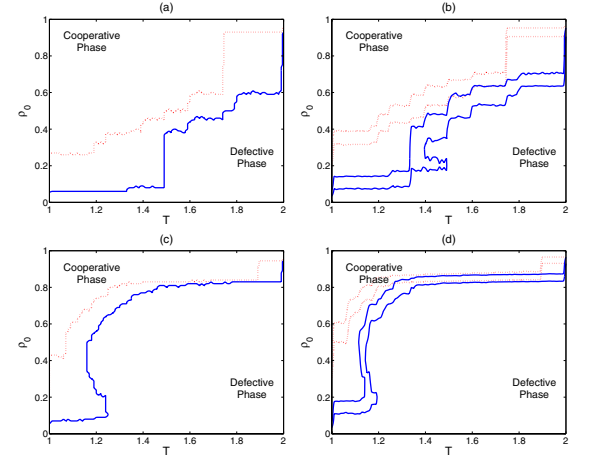 (a)
Cooperative
Phase
Defective
Phase
ρ0
1
0.8
0.6
0.4
0.2
0
1 1.2 1.4 1.6 1.8 2
T
(b)
Cooperative
Phase
Defective
Phase
ρ0
1
0.8
0.6
0.4
0.2
0
1 1.2 1.4 1.6 1.8 2
T
(c)
Cooperative
Phase
Defective
Phase
ρ0
1
0.8
0.6
0.4
0.2
0
1 1.2 1.4 1.6 1.8 2
T
(d)
Cooperative
Phase
Defective
Phase
ρ0
1
0.8
0.6
0.4
0.2
0
1 1.2 1.4 1.6 1.8 2
T